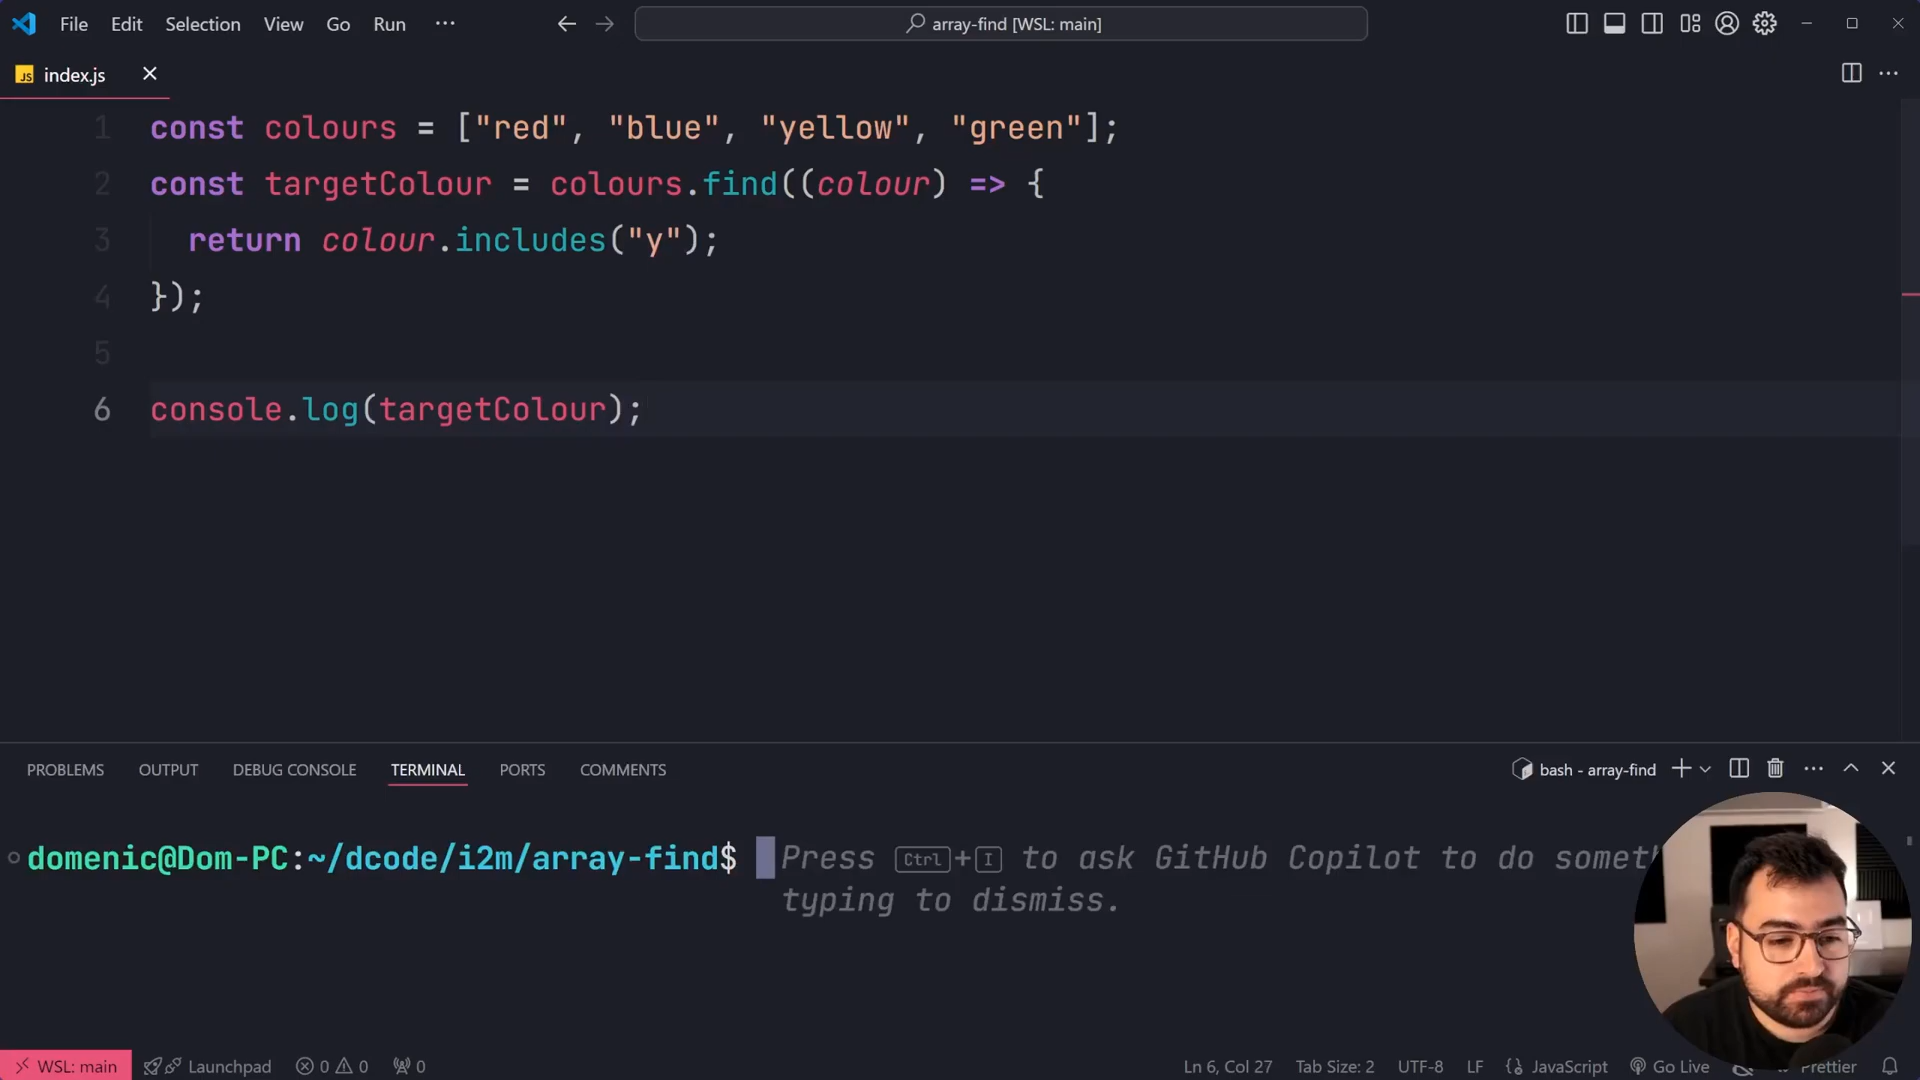 File Edit Selection View Go Run ··· array-find [WSL: main]
JS index.js
1 const colours = ["red", "blue", "yellow", "green"];
2 const targetColour = colours.find((colour) => {
3 return colour.includes("y");
4 });
5
6 console.log(targetColour);
PROBLEMS OUTPUT DEBUG CONSOLE TERMINAL PORTS COMMENTS bash - array-find
domenic@Dom-PC:~/dcode/i2m/array-find$ Press Ctrl+I to ask GitHub Copilot to do
typing to dismiss.
WSL: main Launchpad 0 0 0 Ln 6, Col 27 Tab Size: 2 UTF-8 LF {} JavaScript Go Live Prettier